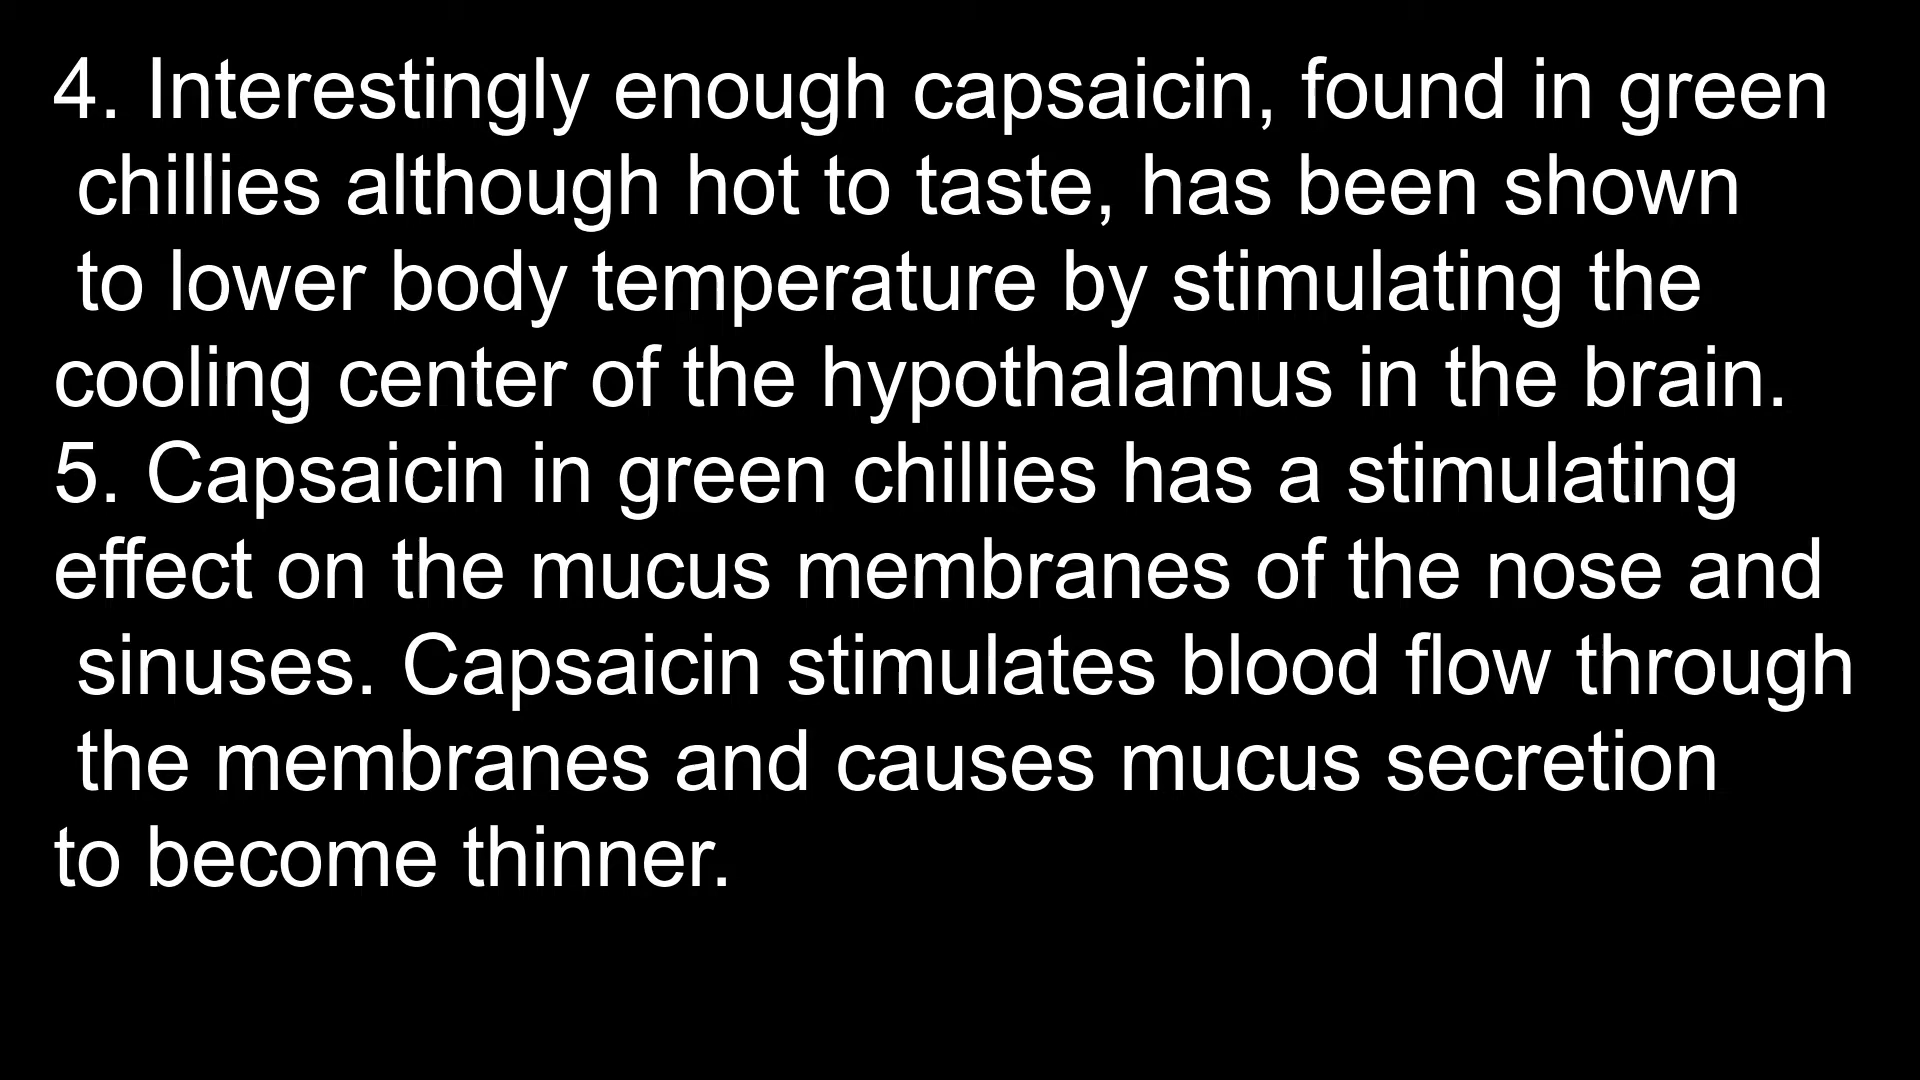 4. Interestingly enough capsaicin, found in green
chillies although hot to taste, has been shown
to lower body temperature by stimulating the
cooling center of the hypothalamus in the brain.
5. Capsaicin in green chillies has a stimulating
effect on the mucus membranes of the nose and
sinuses. Capsaicin stimulates blood flow through
the membranes and causes mucus secretion
to become thinner.